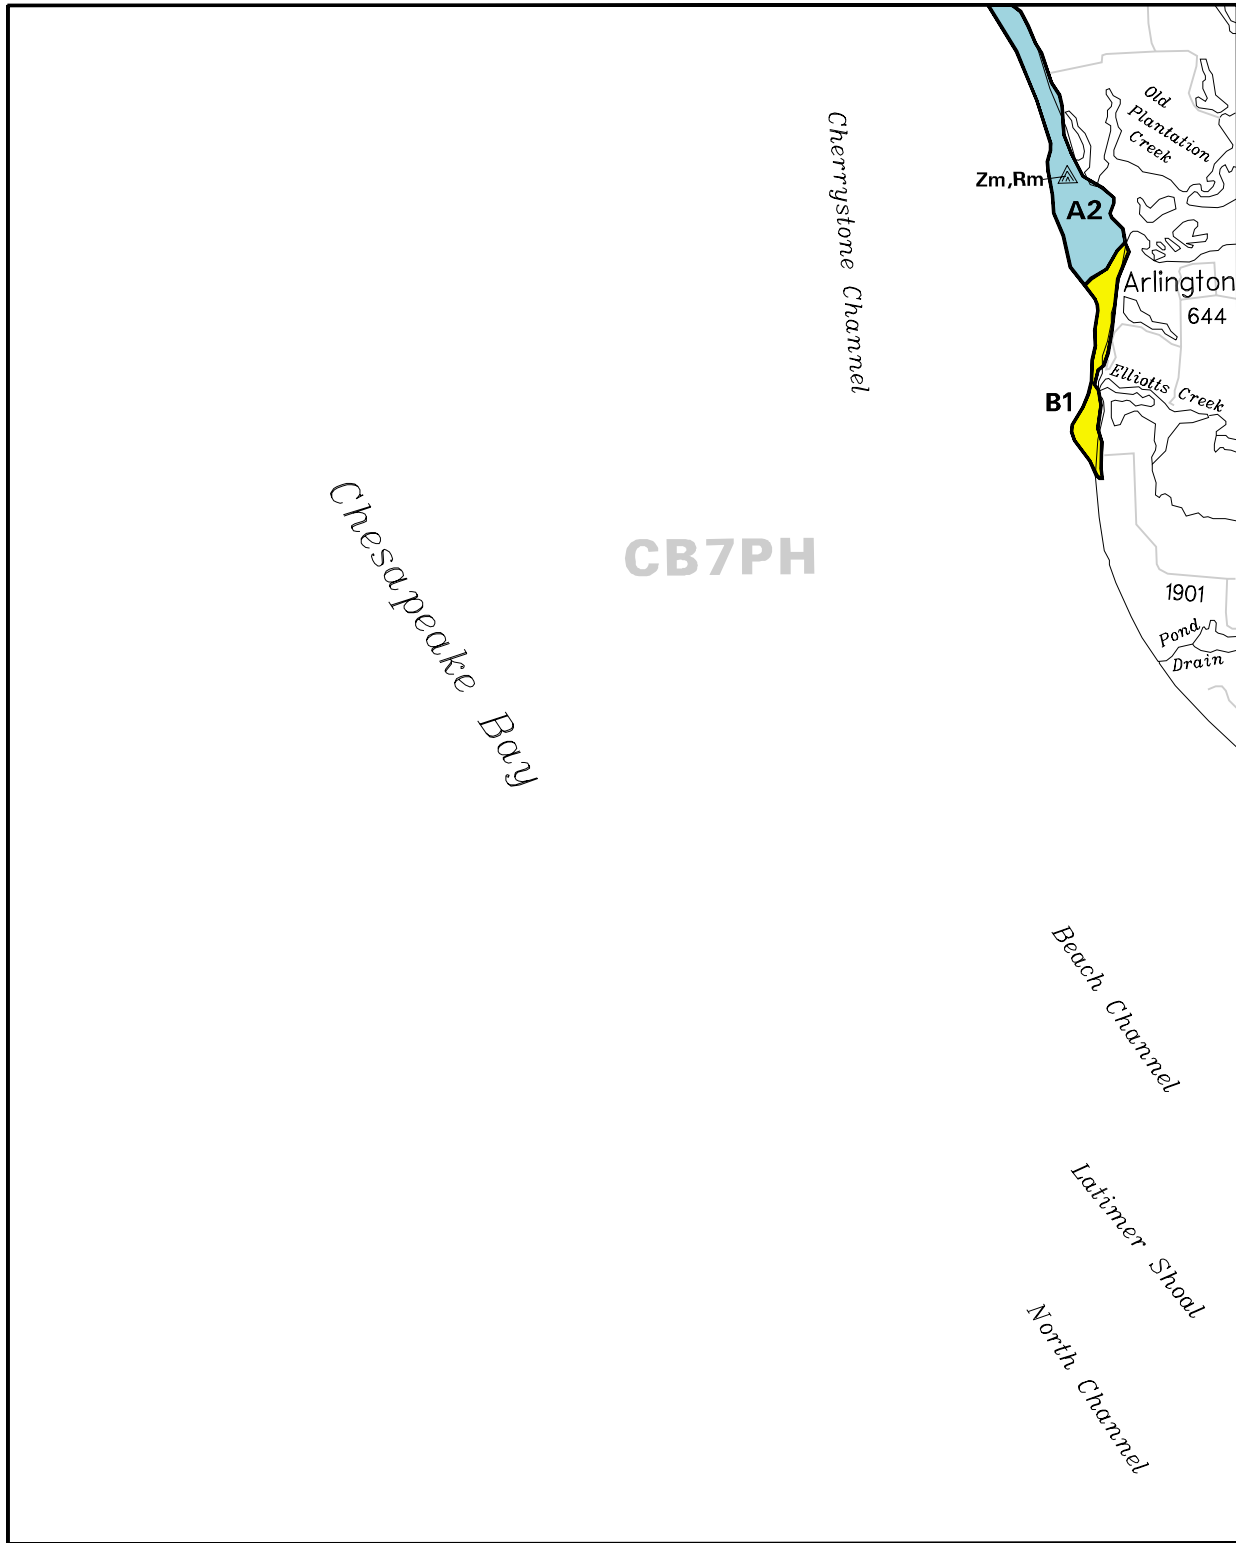 Old
Plantation
Creek
Cherrystone Channel
Zm,Rm
A2
Arlington
644
Elliotts Creek
B1
Chesapeake Bay
CB7PH
1901
Pond
Drain
Beach Channel
Latimer Shoal
North Channel